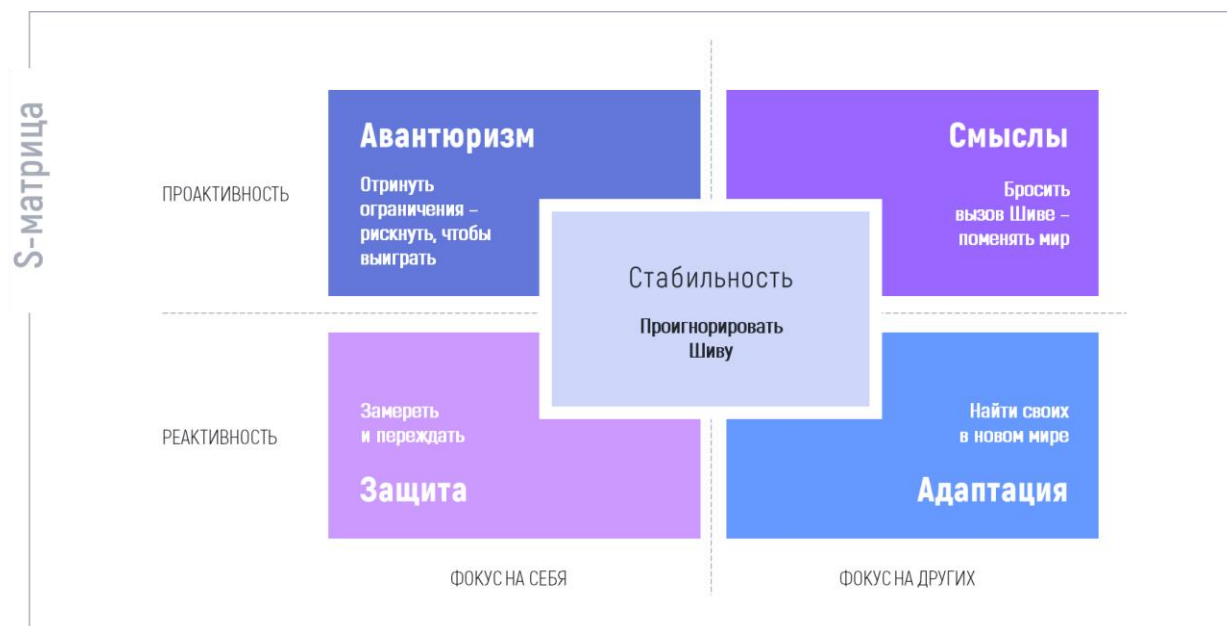 S-матрица
ПРОАКТИВНОСТЬ
Авантюризм
Отринуть
ограничения –
рискнуть, чтобы
выиграть
Смыслы
Бросить
вызов Шиве –
поменять мир
Стабильность
Проигнорировать
Шиву
РЕАКТИВНОСТЬ
Замереть
и переждать
Защита
Найти своих
в новом мире
Адаптация
ФОКУС НА СЕБЯ
ФОКУС НА ДРУГИХ